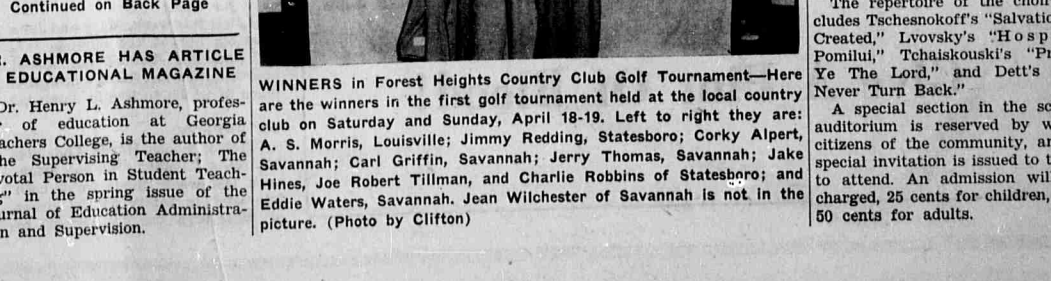 Continued on Back Page
. ASHMORE HAS ARTICLE
EDUCATIONAL MAGAZINE
Dr. Henry L. Ashmore, profes-
of education at Georgia
achers College, is the author of
he Supervising Teacher; The
votal Person in Student Teach-
" in the spring issue of the
urnal of Education Administra-
n and Supervision.
WINNERS in Forest Heights Country Club Golf Tournament—Here
are the winners in the first golf tournament held at the local country
club on Saturday and Sunday, April 18-19. Left to right they are:
A. S. Morris, Louisville; Jimmy Redding, Statesboro; Corky Alpert,
Savannah; Carl Griffin, Savannah; Jerry Thomas, Savannah; Jake
Hines, Joe Robert Tillman, and Charlie Robbins of Statesboro; and
Eddie Waters, Savannah. Jean Wilchester of Savannah is not in the
picture. (Photo by Clifton)
The repertoire of the choir
cludes Tschesnokoff's "Salvatic
Created," Lvovsky's "Hosp
Pomilui," Tchaiskouski's "Pr
Ye The Lord," and Dett's
Never Turn Back."
A special section in the sc
auditorium is reserved by w
citizens of the community, an
special invitation is issued to t
to attend. An admission wil
charged, 25 cents for children,
50 cents for adults.